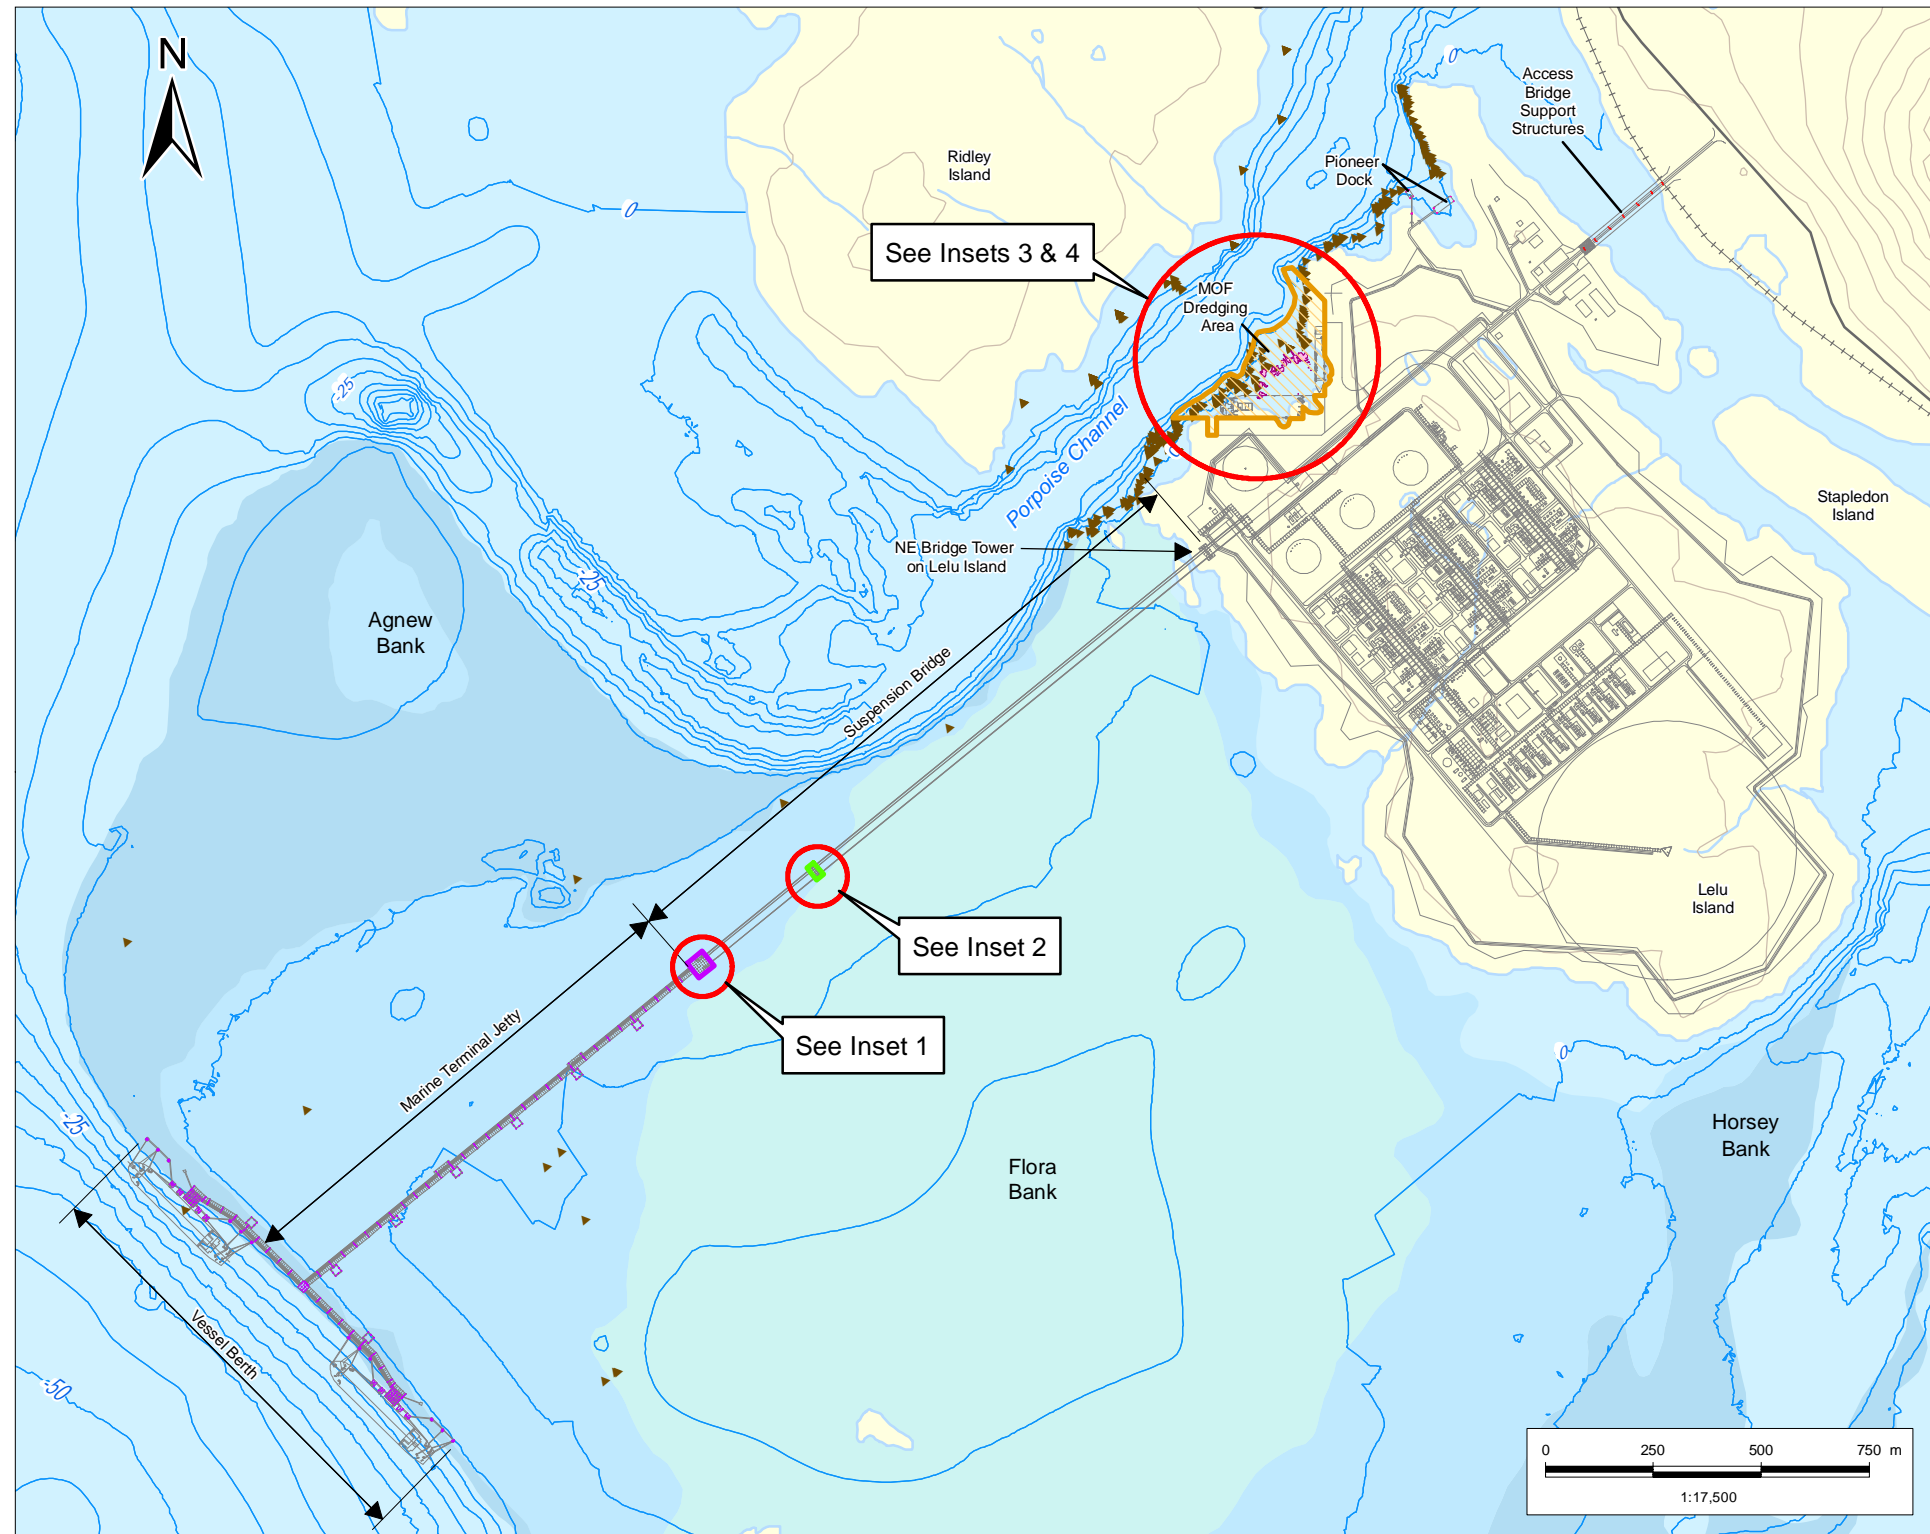 N
0
Access
Bridge
Support
Structures
Ridley
Island
Pioneer
Dock
0
See Insets 3 & 4
MOF
Dredging
Area
-25
Porpoise Channel
0
Stapledon
Island
NE Bridge Tower
on Lelu Island
-25
Agnew
Bank
Suspension Bridge
Lelu
Island
See Inset 2
See Inset 1
Marine Terminal Jetty
0
-25
Horsey
Bank
Flora
Bank
Vessel Berth
-50
0 250 500 750 m
1:17,500